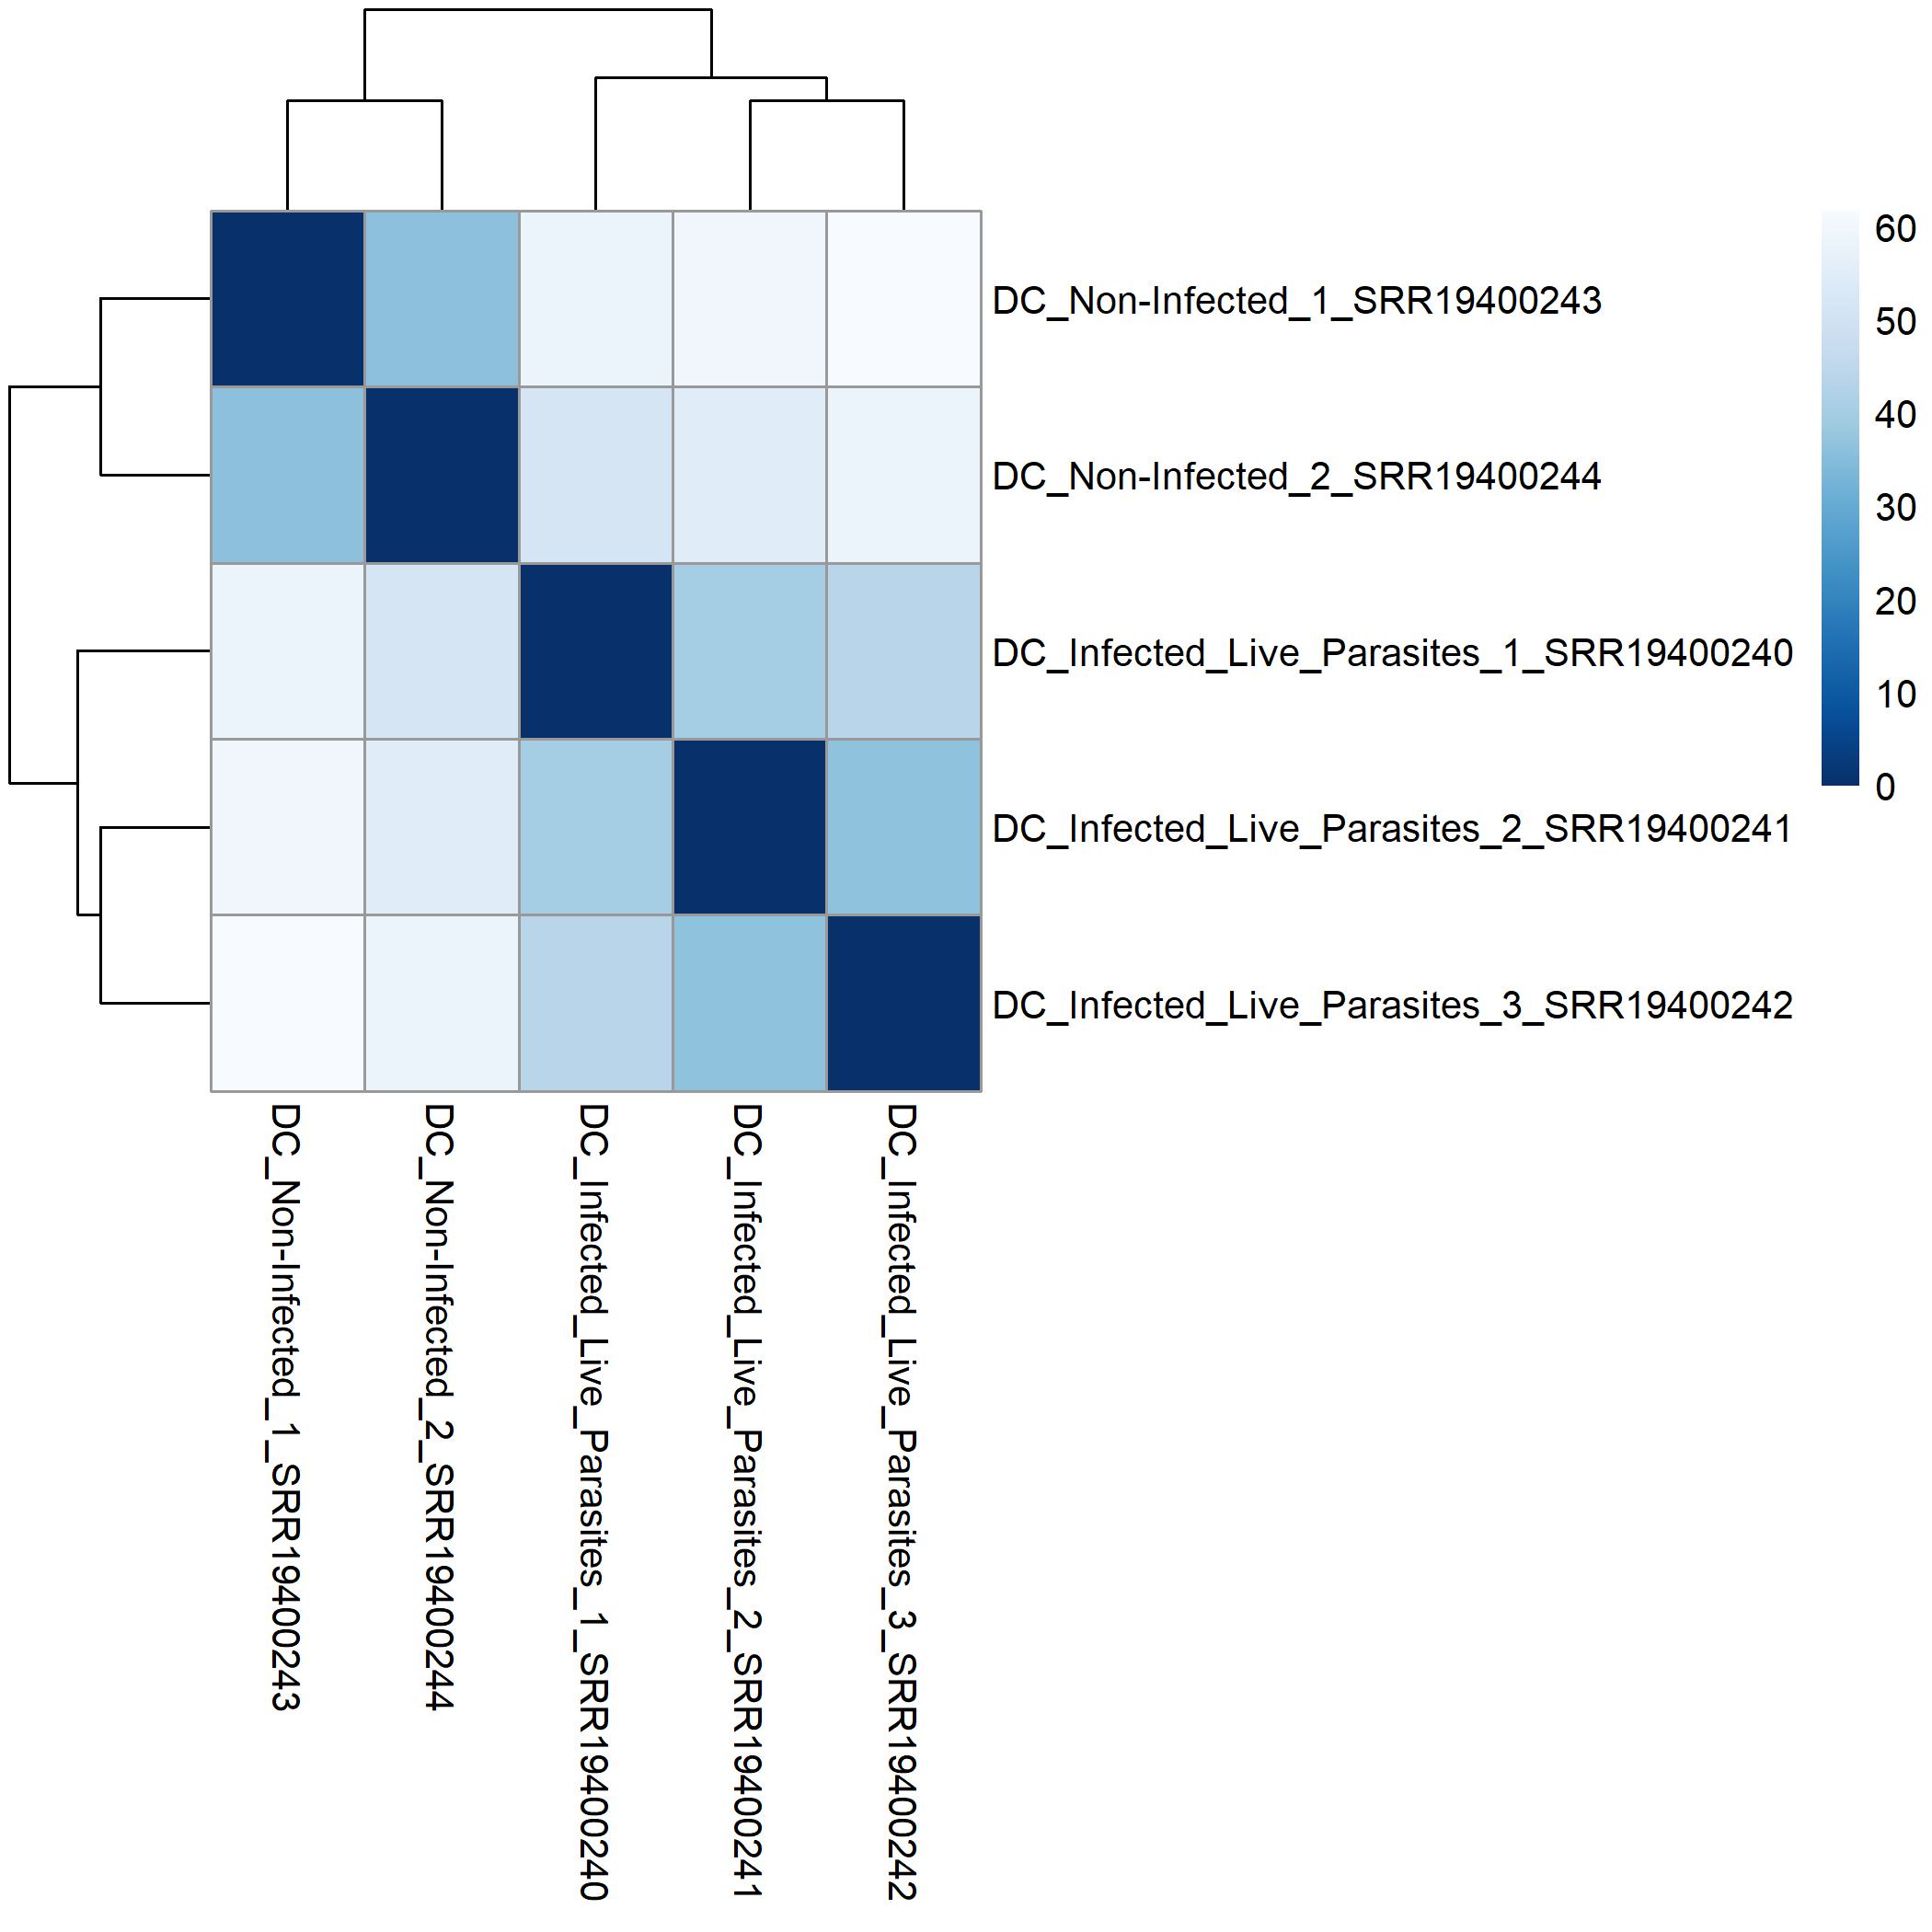 DC_Non-Infected_1_SRR19400243
DC_Non-Infected_2_SRR19400244
DC_Infected_Live_Parasites_1_SRR19400240
DC_Infected_Live_Parasites_2_SRR19400241
DC_Infected_Live_Parasites_3_SRR19400242
60
50
40
30
20
10
0
DC_Non-Infected_1_SRR19400243
DC_Non-Infected_2_SRR19400244
DC_Infected_Live_Parasites_1_SRR19400240
DC_Infected_Live_Parasites_2_SRR19400241
DC_Infected_Live_Parasites_3_SRR19400242